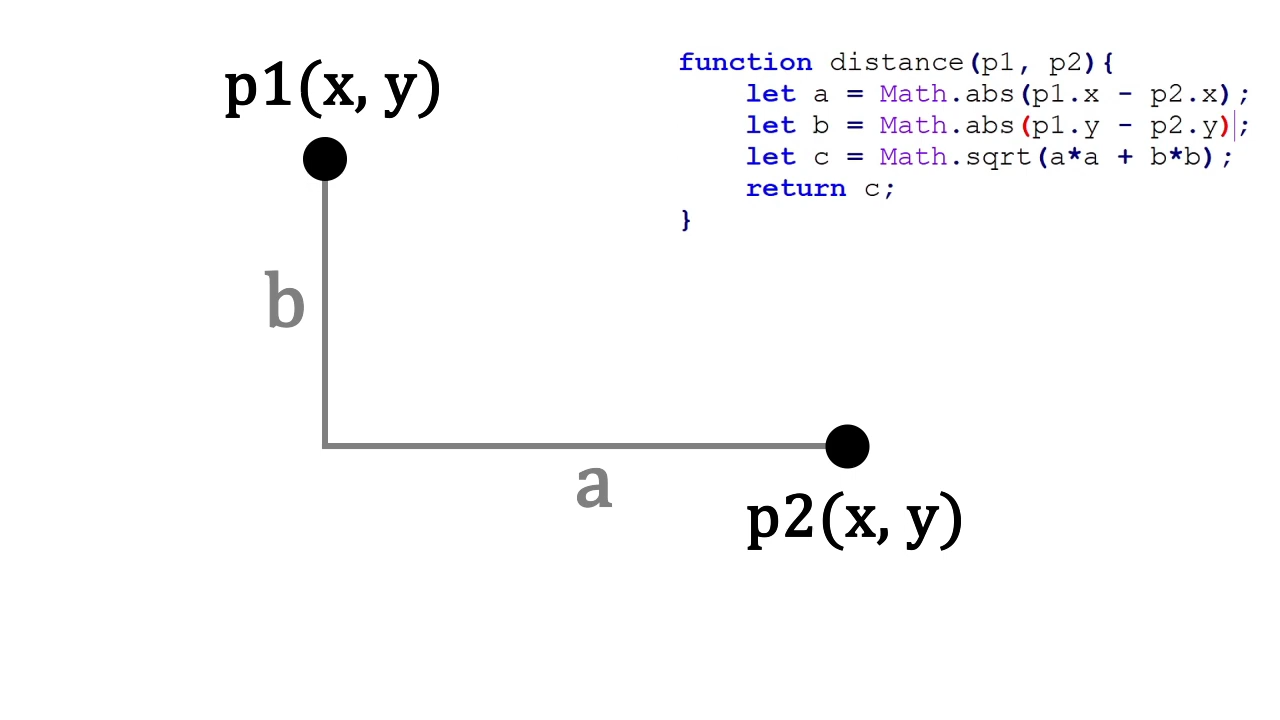 p1(x, y)
function distance(p1, p2){
    let a = Math.abs(p1.x - p2.x);
    let b = Math.abs(p1.y - p2.y);
    let c = Math.sqrt(a*a + b*b);
    return c;
}
b
a
p2(x, y)